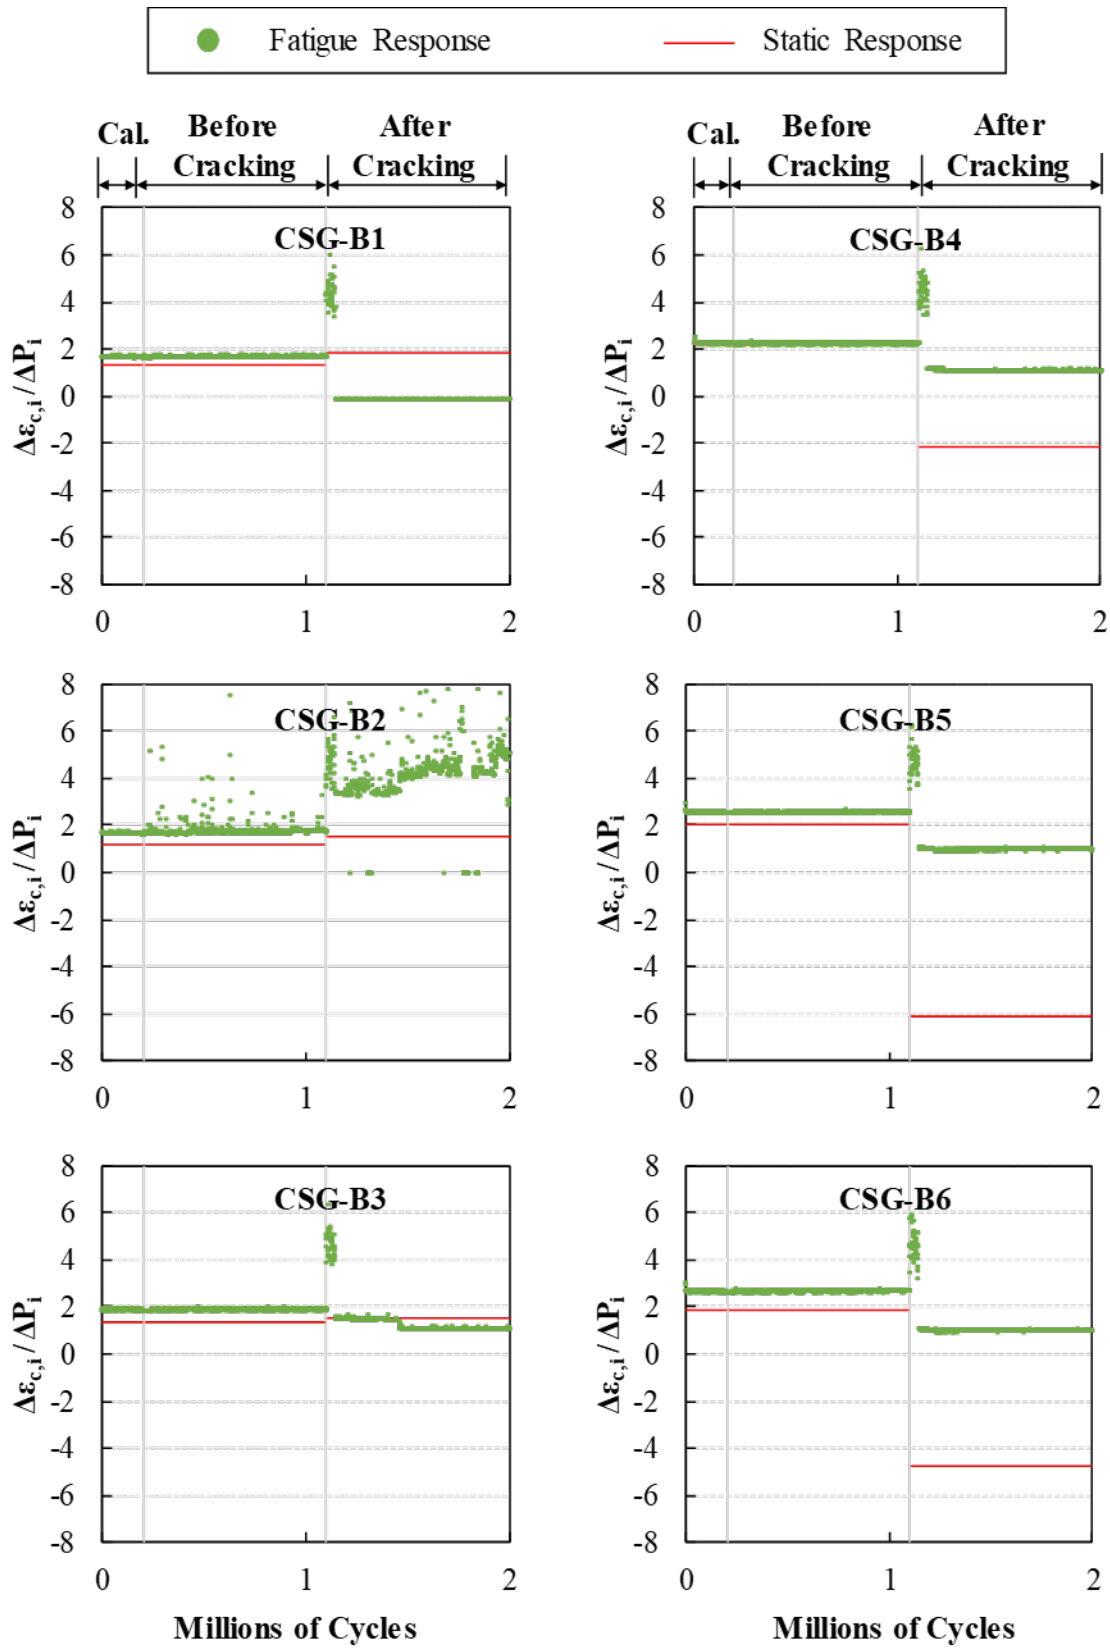 Fatigue Response
Static Response
Cal.
Before Cracking
After Cracking
Cal.
Before Cracking
After Cracking
CSG-B1
8
6
4
2
0
-2
-4
-6
-8
Δεc,i / ΔPi
0 1 2
CSG-B4
8
6
4
2
0
-2
-4
-6
-8
Δεc,i / ΔPi
0 1 2
CSG-B2
8
6
4
2
0
-2
-4
-6
-8
Δεc,i / ΔPi
0 1 2
CSG-B5
8
6
4
2
0
-2
-4
-6
-8
Δεc,i / ΔPi
0 1 2
CSG-B3
8
6
4
2
0
-2
-4
-6
-8
Δεc,i / ΔPi
0 1 2
Millions of Cycles
CSG-B6
8
6
4
2
0
-2
-4
-6
-8
Δεc,i / ΔPi
0 1 2
Millions of Cycles